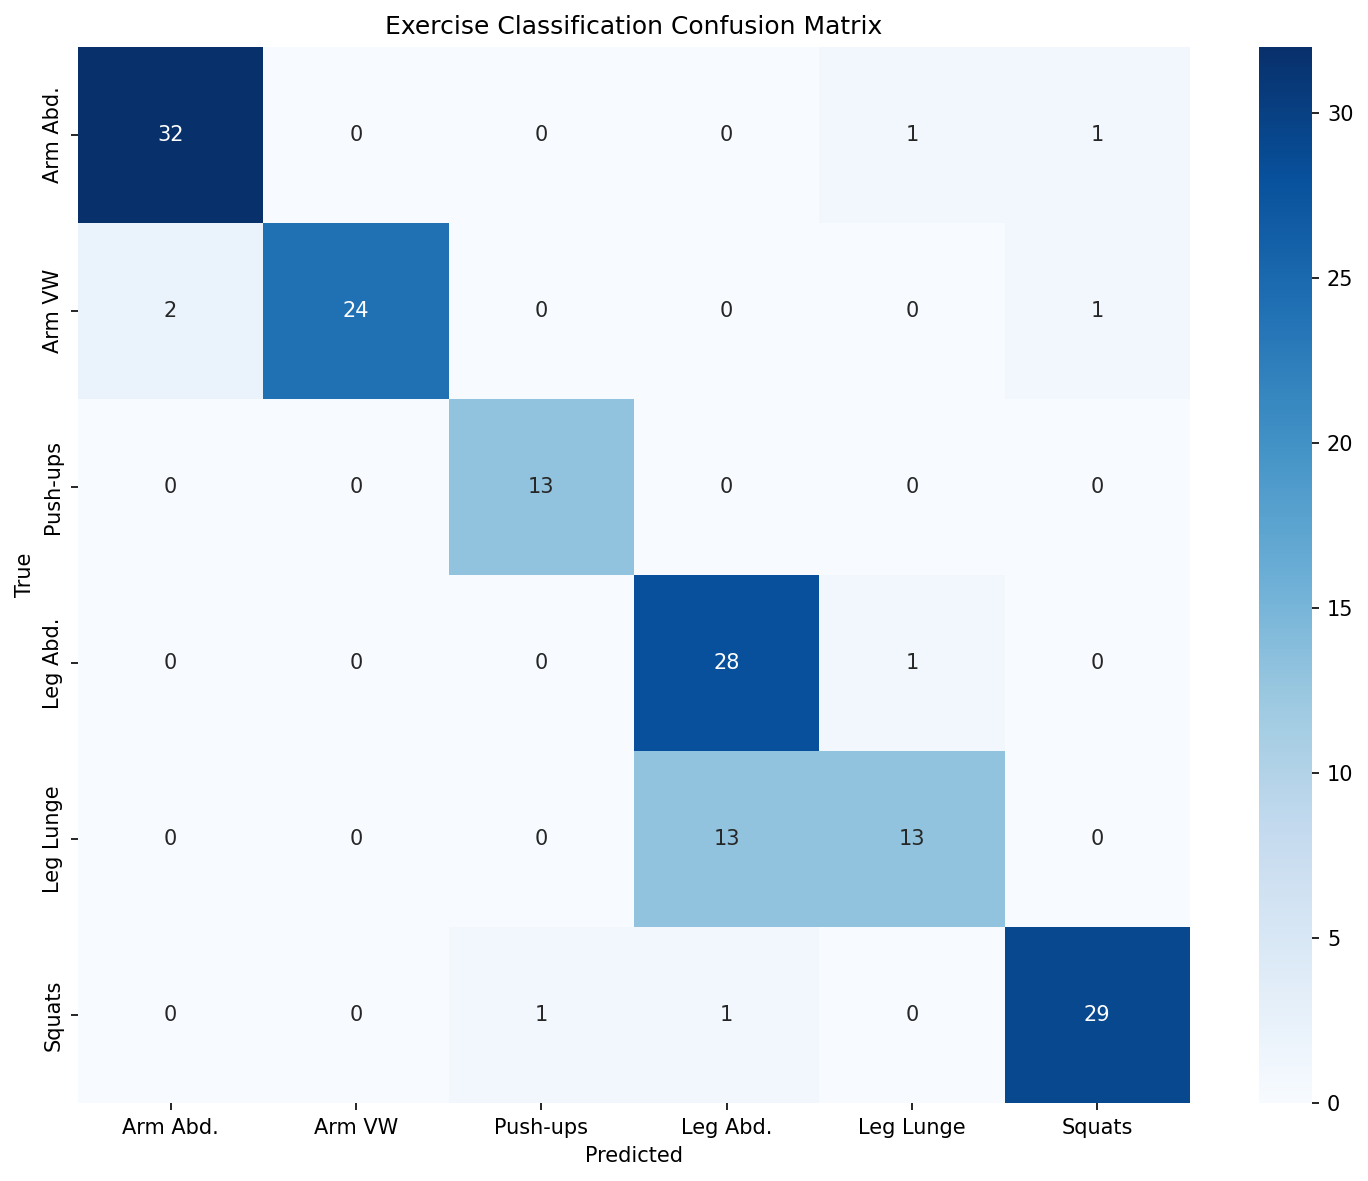 Exercise Classification Confusion Matrix
True
Arm Abd. 32 0 0 0 1 1
Arm VW 2 24 0 0 0 1
Push-ups 0 0 13 0 0 0
Leg Abd. 0 0 0 28 1 0
Leg Lunge 0 0 0 13 13 0
Squats 0 0 1 1 0 29
Arm Abd. Arm VW Push-ups Leg Abd. Leg Lunge Squats
Predicted
30
25
20
15
10
5
0